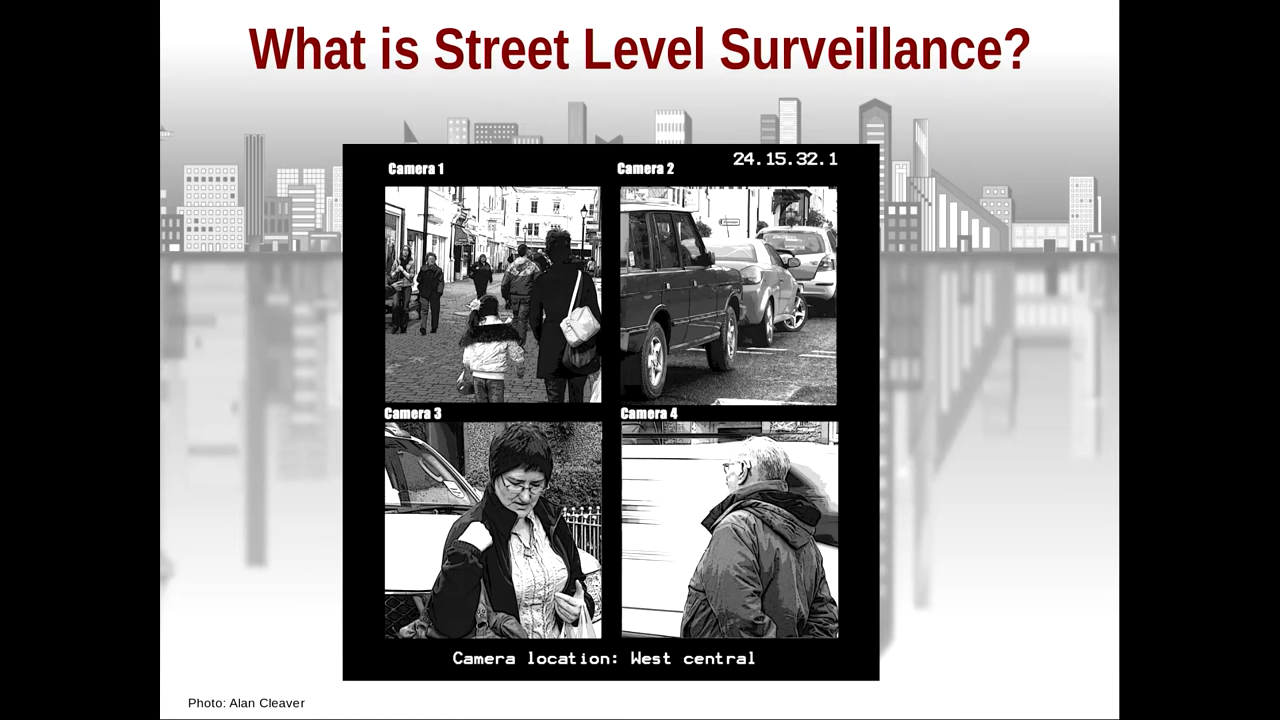 What is Street Level Surveillance?
24.15.32.1
Camera 1
Camera 2
Camera 3
Camera 4
Camera location: West central
Photo: Alan Cleaver